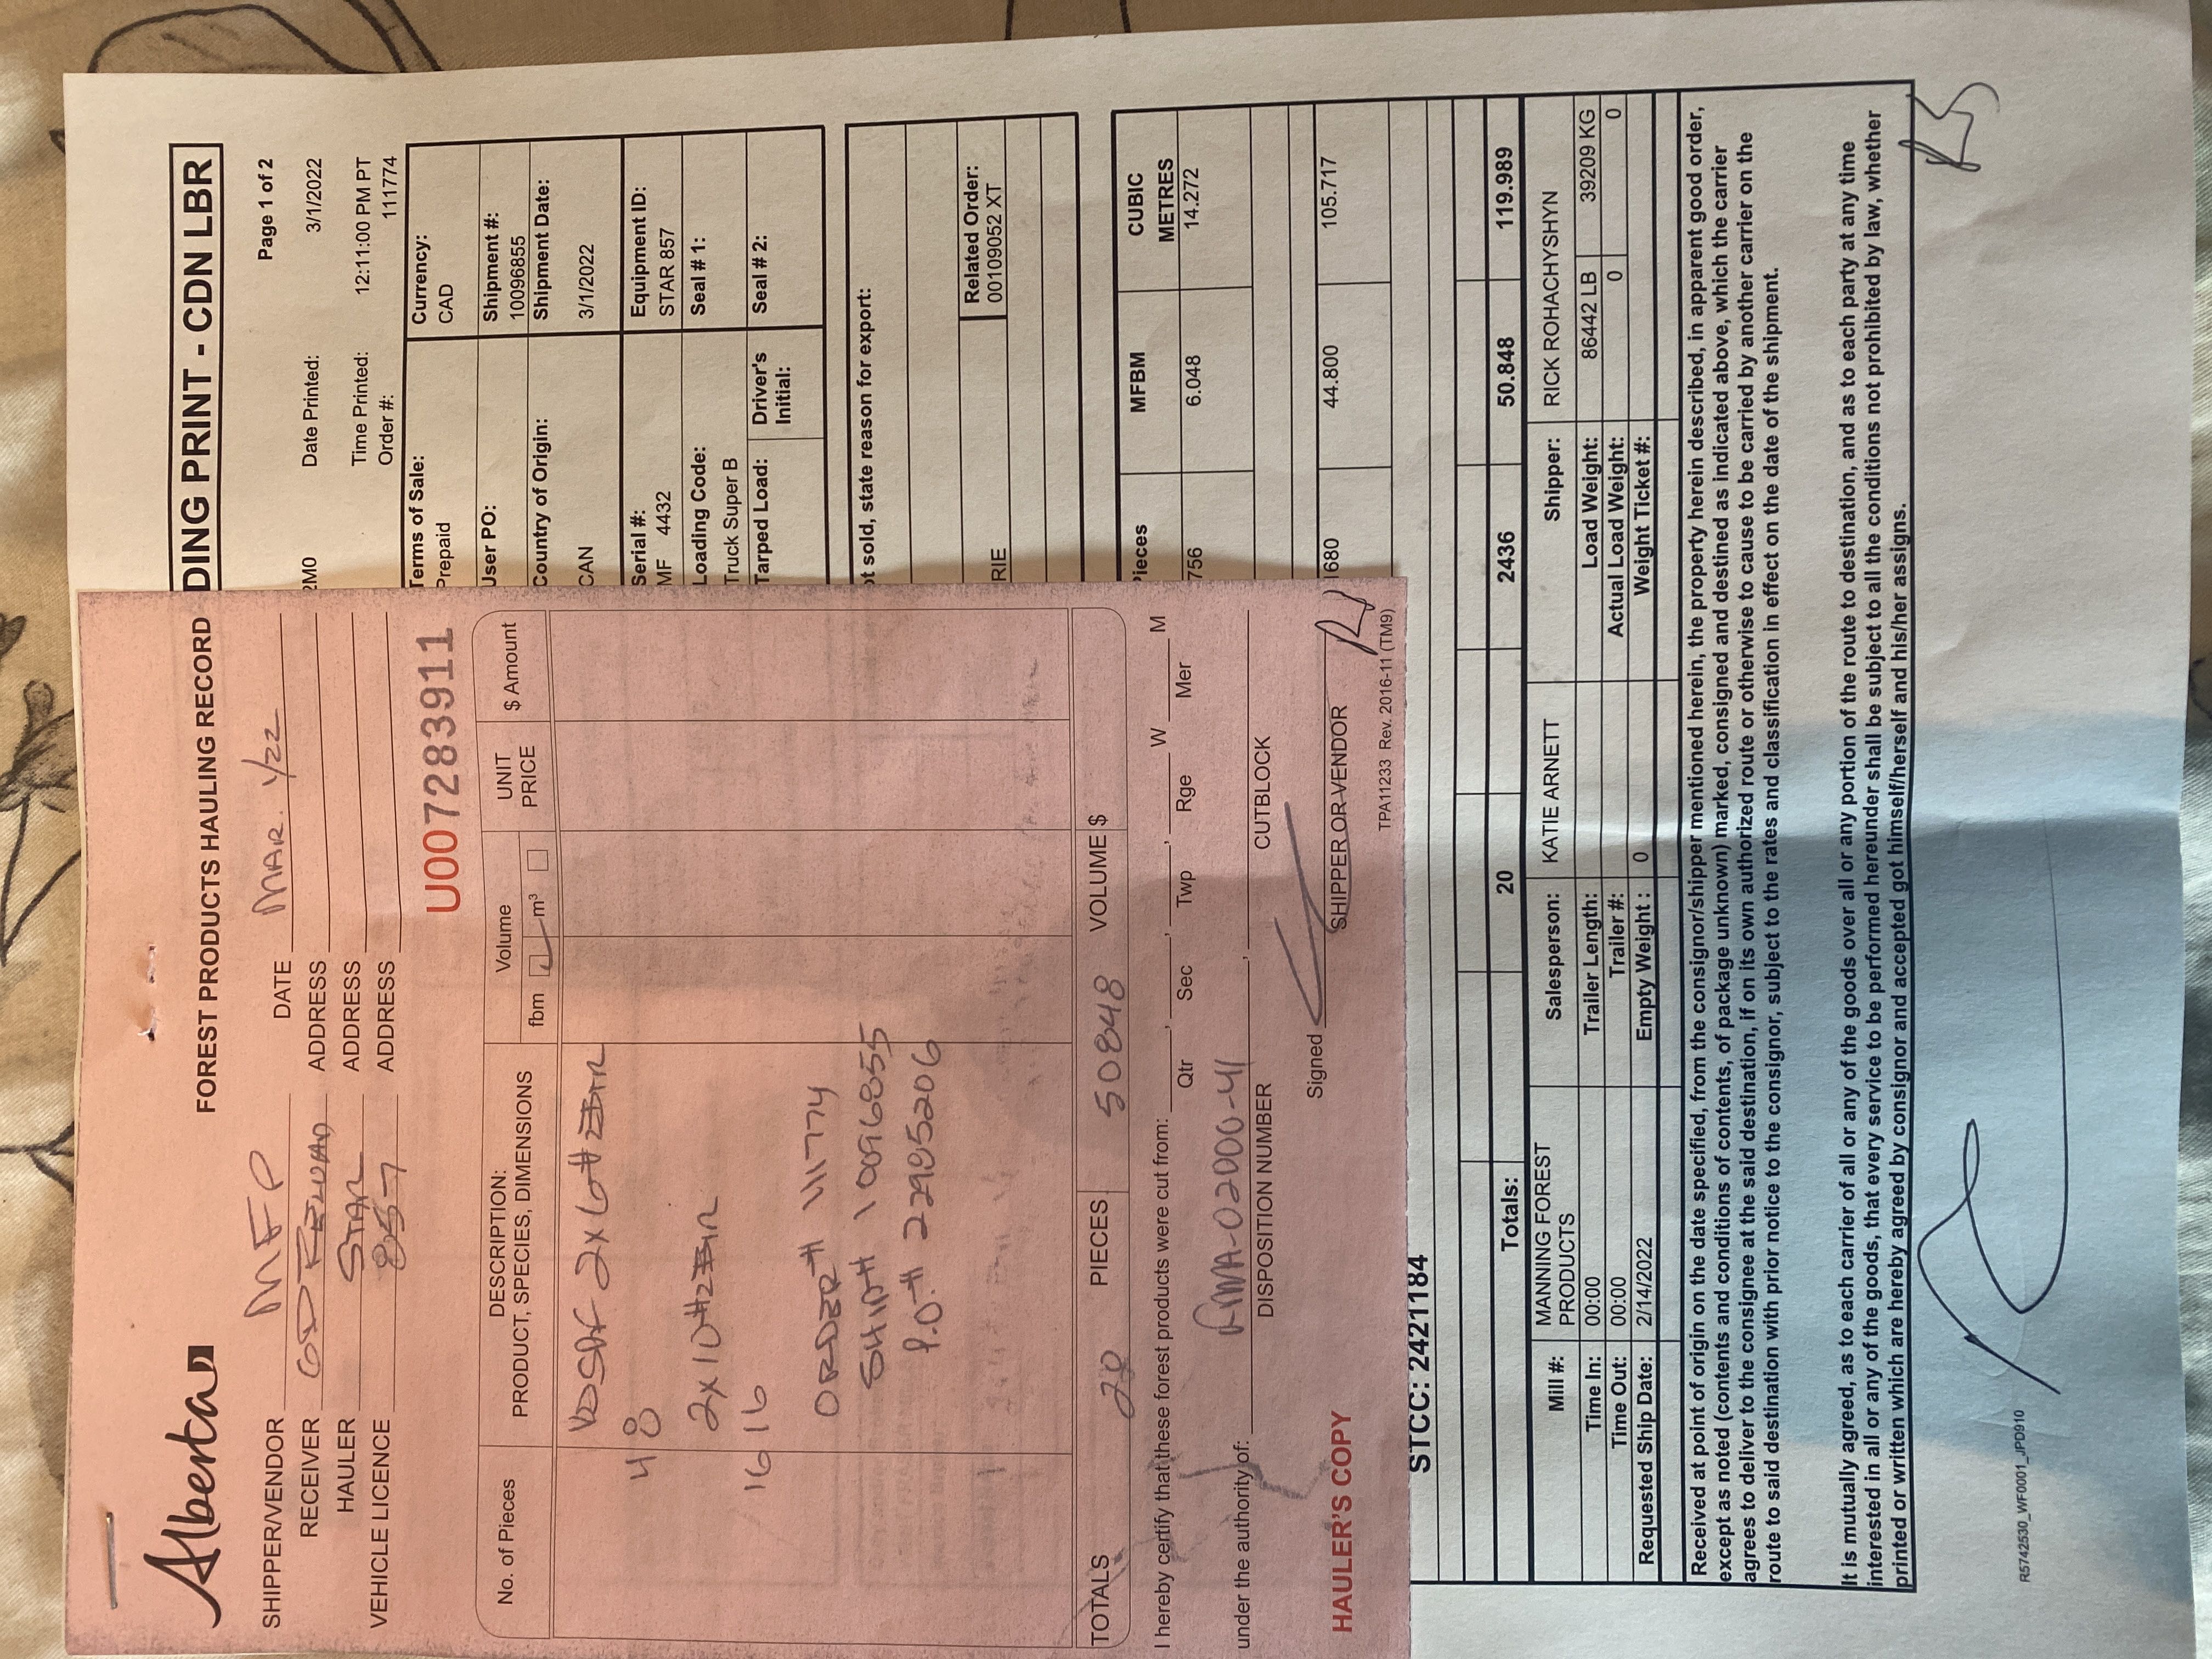 Alberta
FOREST PRODUCTS HAULING RECORD
SHIPPER/VENDOR MFP DATE MAR. 1/22
RECEIVER GD RELOAD ADDRESS
HAULER STAR ADDRESS
VEHICLE LICENCE 857 ADDRESS
U007283911
No. of Pieces DESCRIPTION: PRODUCT, SPECIES, DIMENSIONS Volume fbm m³ UNIT PRICE $ Amount
KDSPF 2x6 #2&BTR
4 8
2x10 #2&BTR
16 16
ORDER# 111774
SHIP# 10096855
P.O.# 22985206
TOTALS 20 PIECES 50848 VOLUME $
I hereby certify that these forest products were cut from: , , , W M
Qtr Sec Twp Rge Mer
under the authority of: FMA-02000-41 ,
DISPOSITION NUMBER CUTBLOCK
Signed
SHIPPER OR VENDOR
HAULER'S COPY
TPA11233 Rev. 2016-11 (TM9)
DING PRINT - CDN LBR
Page 1 of 2
2M0 Date Printed: 3/1/2022
Time Printed: 12:11:00 PM PT
Order #: 111774
Terms of Sale: Currency:
Prepaid CAD
User PO: Shipment #:
10096855
Country of Origin: Shipment Date:
CAN 3/1/2022
Serial #: Equipment ID:
MF 4432 STAR 857
Loading Code: Seal # 1:
Truck Super B
Tarped Load: Driver's Initial: Seal # 2:
ot sold, state reason for export:
Related Order:
RIE 00109052 XT
Pieces MFBM CUBIC METRES
756 6.048 14.272
1680 44.800 105.717
STCC: 2421184
Totals: 20 2436 50.848 119.989
Mill #: MANNING FOREST PRODUCTS Salesperson: KATIE ARNETT Shipper: RICK ROHACHYSHYN
Time In: 00:00 Trailer Length: Load Weight: 86442 LB 39209 KG
Time Out: 00:00 Trailer #: Actual Load Weight: 0 0
Requested Ship Date: 2/14/2022 Empty Weight : 0 Weight Ticket #:
Received at point of origin on the date specified, from the consignor/shipper mentioned herein, the property herein described, in apparent good order,
except as noted (contents and conditions of contents, of package unknown) marked, consigned and destined as indicated above, which the carrier
agrees to deliver to the consignee at the said destination, if on its own authorized route or otherwise to cause to be carried by another carrier on the
route to said destination with prior notice to the consignor, subject to the rates and classification in effect on the date of the shipment.
It is mutually agreed, as to each carrier of all or any of the goods over all or any portion of the route to destination, and as to each party at any time
interested in all or any of the goods, that every service to be performed hereunder shall be subject to all the conditions not prohibited by law, whether
printed or written which are hereby agreed by consignor and accepted got himself/herself and his/her assigns.
R5742530_WF0001_JPD910